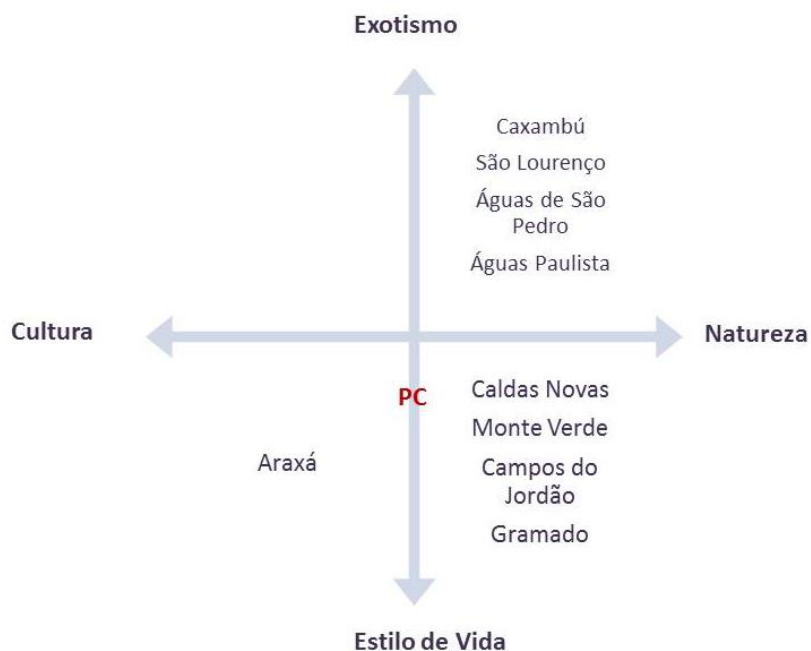 Exotismo
Caxambú
São Lourenço
Águas de São
Pedro
Águas Paulista
Cultura
Natureza
PC
Caldas Novas
Monte Verde
Araxá
Campos do
Jordão
Gramado
Estilo de Vida